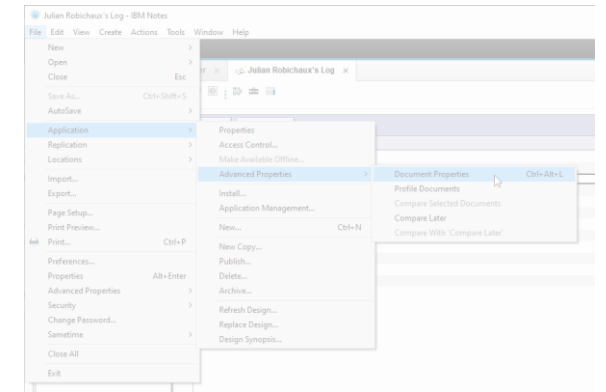 Julian Robichaux's Log - IBM Notes
File Edit View Create Actions Tools Window Help
Julian Robichaux's Log
New
Open
Close Esc
Save As... Ctrl+Shift+S
AutoSave
Application
Replication
Locations
Import...
Export...
Page Setup...
Print Preview...
Print... Ctrl+P
Preferences...
Properties Alt+Enter
Advanced Properties
Security
Change Password...
Sametime
Close All
Exit
Properties
Access Control...
Make Available Offline...
Advanced Properties
Install...
Application Management...
New... Ctrl+N
New Copy...
Publish...
Delete...
Archive...
Refresh Design...
Replace Design...
Design Synopsis...
Document Properties Ctrl+Alt+L
Profile Documents
Compare Selected Documents
Compare Later
Compare With 'Compare Later'